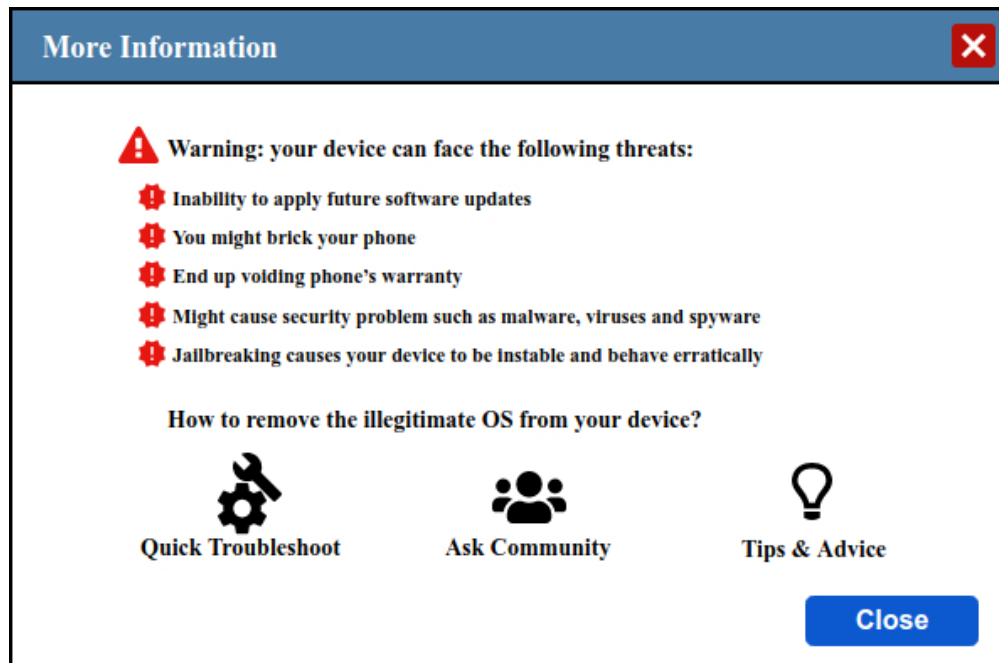 More Information
Warning: your device can face the following threats:
Inability to apply future software updates
You might brick your phone
End up voiding phone's warranty
Might cause security problem such as malware, viruses and spyware
Jailbreaking causes your device to be instable and behave erratically
How to remove the illegitimate OS from your device?
Quick Troubleshoot
Ask Community
Tips & Advice
Close